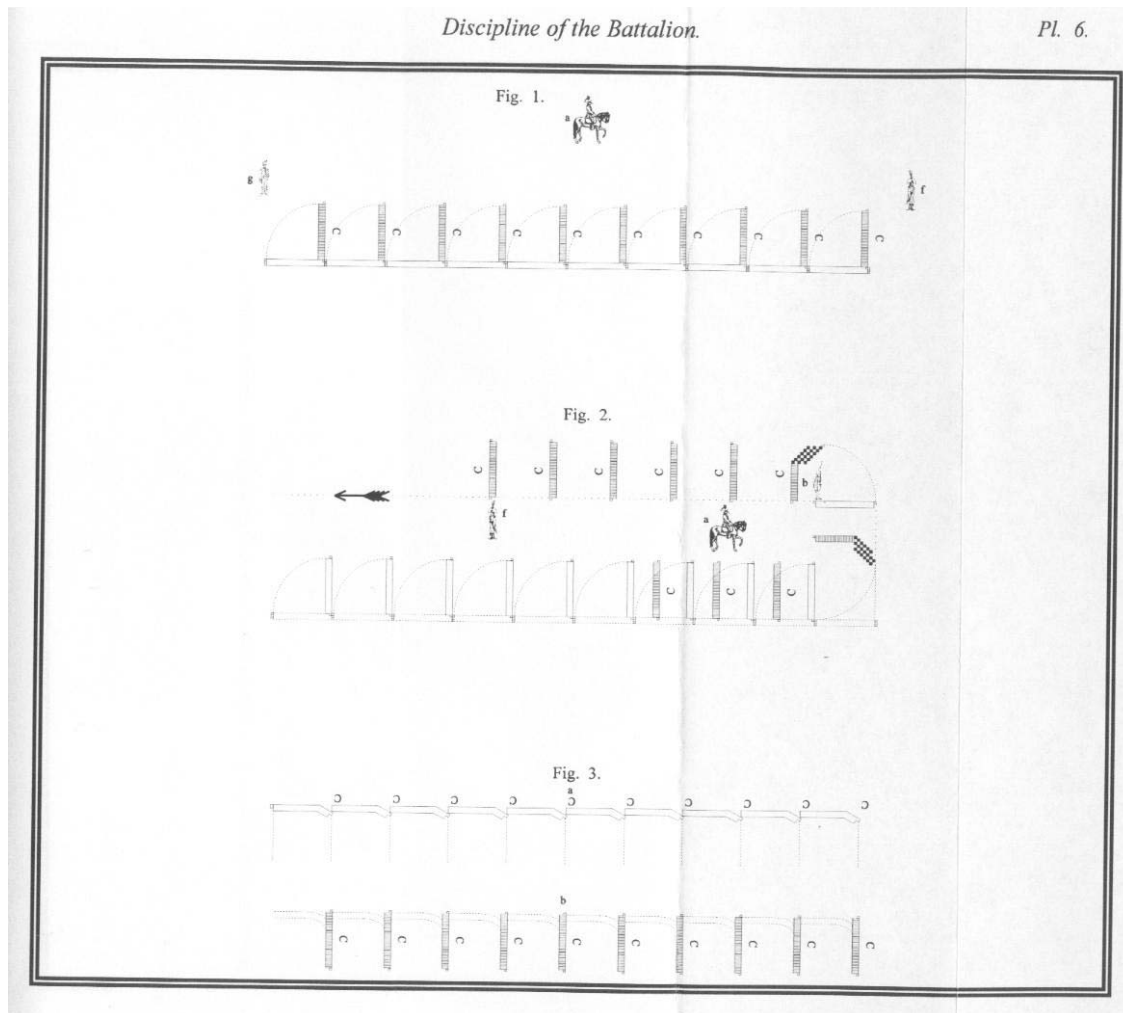 Discipline of the Battalion. Pl. 6.
Fig. 1.
a
g f
C C C C C C C C C C
Fig. 2.
C C C C C C b
f a
C C C
Fig. 3.
a
C C C C C C C C C C
b
C C C C C C C C C C